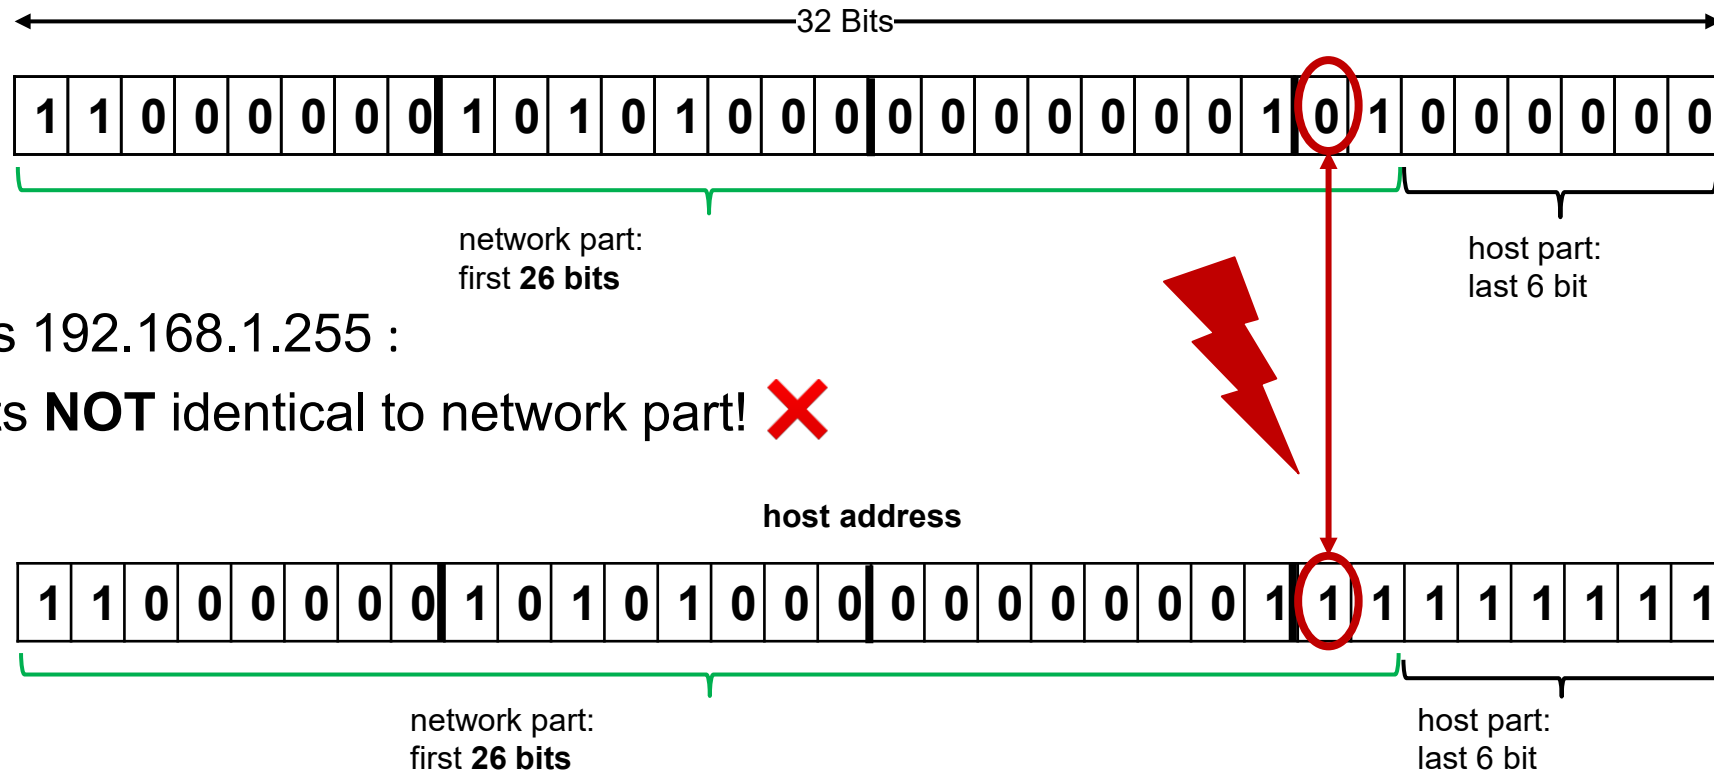 32 Bits
1 1 0 0 0 0 0 0 1 0 1 0 1 0 0 0 0 0 0 0 0 0 0 1 0 1 0 0 0 0 0 0
network part:
first 26 bits
host part:
last 6 bit
s 192.168.1.255 :
ts NOT identical to network part!
host address
1 1 0 0 0 0 0 0 1 0 1 0 1 0 0 0 0 0 0 0 0 0 0 1 1 1 1 1 1 1 1 1
network part:
first 26 bits
host part:
last 6 bit